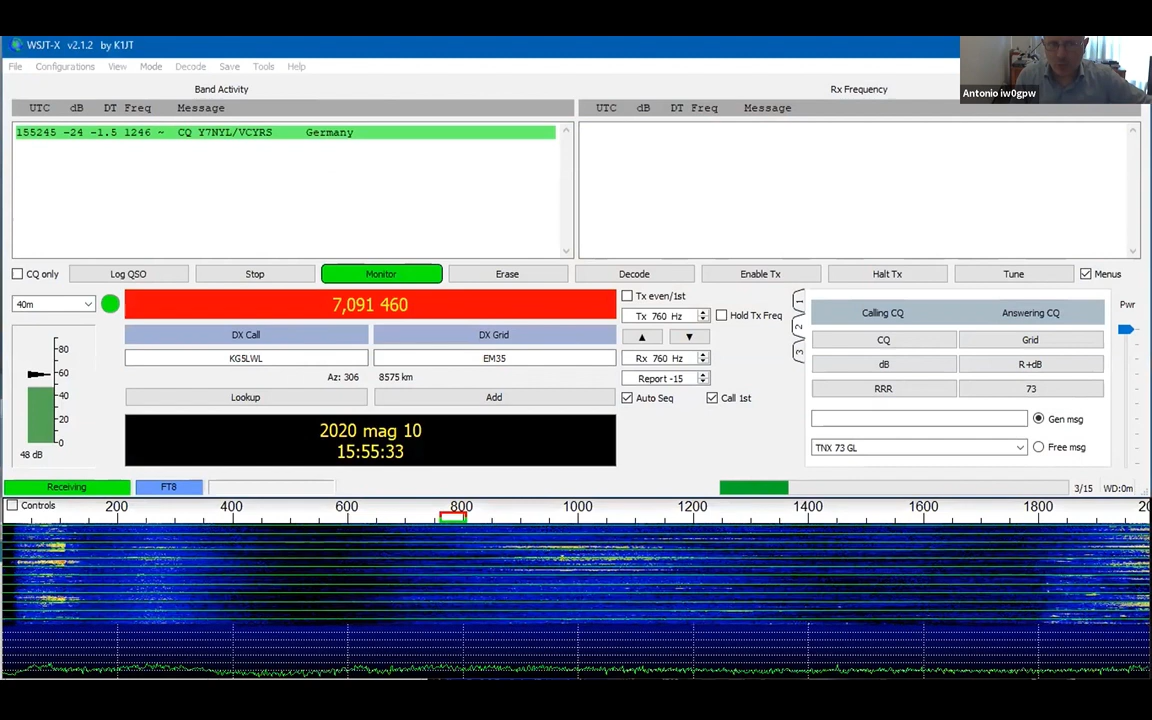 WSJT-X v2.1.2 by K1JT
File Configurations View Mode Decode Save Tools Help
Antonio iw0gpw
Band Activity
Rx Frequency
UTC dB DT Freq Message
UTC dB DT Freq Message
155245 -24 -1.5 1246 ~ CQ Y7NYL/VCYRS Germany
CQ only Log QSO Stop Monitor Erase Decode Enable Tx Halt Tx Tune Menus
40m
7,091 460
Tx even/1st
Tx 760 Hz
Hold Tx Freq
DX Call DX Grid
KG5LWL EM35
Rx 760 Hz
Az: 306 8575 km
Report -15
Lookup Add
Auto Seq Call 1st
2020 mag 10
15:55:33
80
60
40
20
0
48 dB
1
2
3
Calling CQ Answering CQ
CQ Grid
dB R+dB
RRR 73
Gen msg
TNX 73 GL Free msg
Pwr
Receiving FT8 3/15 WD:0m
Controls 200 400 600 800 1000 1200 1400 1600 1800 20